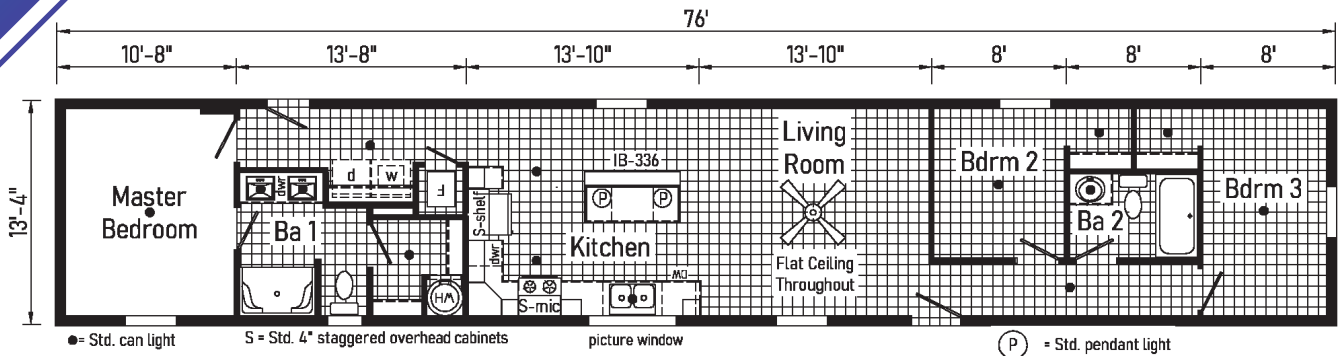 76'
10'-8" 13'-8" 13'-10" 13'-10" 8' 8' 8'
13'-4"
Master
Bedroom
dwr
d w
F
Ba 1
WH
S-shelf
dwr
S-mic
IB-336
P P
Kitchen
DW
Living
Room
Flat Ceiling
Throughout
Bdrm 2
Ba 2
Bdrm 3
= Std. can light
S = Std. 4" staggered overhead cabinets
picture window
P = Std. pendant light